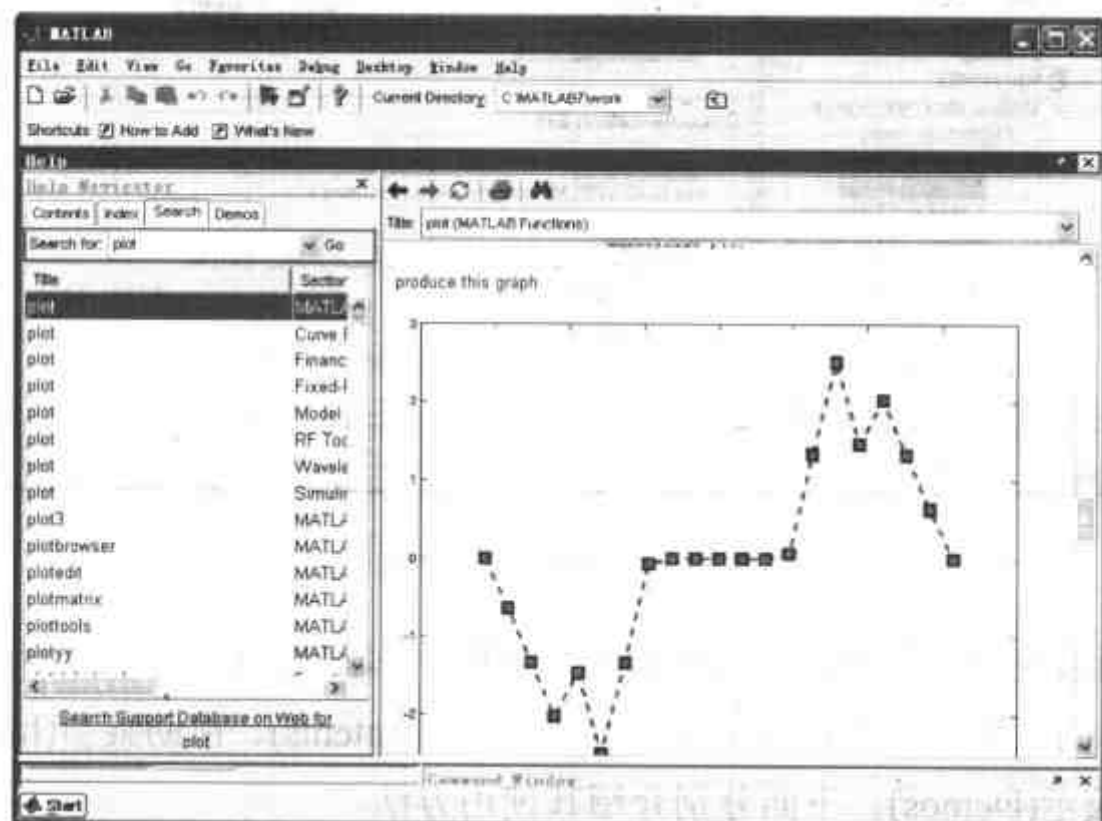 MATLAB
File Edit View Go Favorites Debug Desktop Window Help
Current Directory: C:\MATLAB7\work
Shortcuts How to Add What's New
Help
Help Navigator
Contents Index Search Demos
Search for: plot Go
Title Section
plot MATLA
plot Curve F
plot Financ
plot Fixed-P
plot Model
plot RF Too
plot Wavele
plot Simulin
plot3 MATLA
plotbrowser MATLA
plotedit MATLA
plotmatrix MATLA
plottools MATLA
plotyy MATLA
Search Support Database on Web for
plot
Title: plot (MATLAB Functions)
produce this graph
3
2
1
0
-1
-2
Command Window
Start